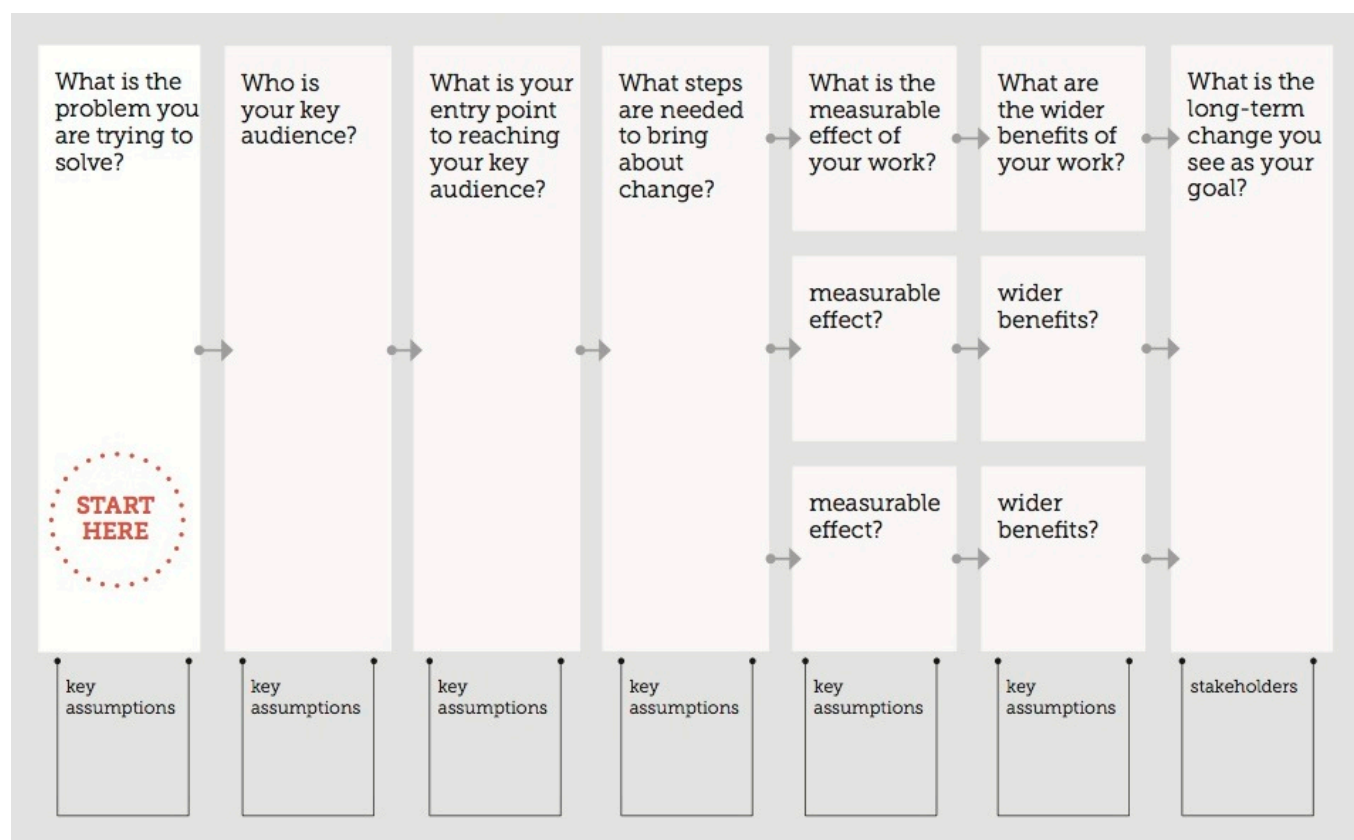 What is the
problem you
are trying to
solve?
START
HERE
Who is
your key
audience?
What is your
entry point
to reaching
your key
audience?
What steps
are needed
to bring
about
change?
What is the
measurable
effect of
your work?
measurable
effect?
measurable
effect?
What are
the wider
benefits of
your work?
wider
benefits?
wider
benefits?
What is the
long-term
change you
see as your
goal?
key
assumptions
key
assumptions
key
assumptions
key
assumptions
key
assumptions
key
assumptions
stakeholders